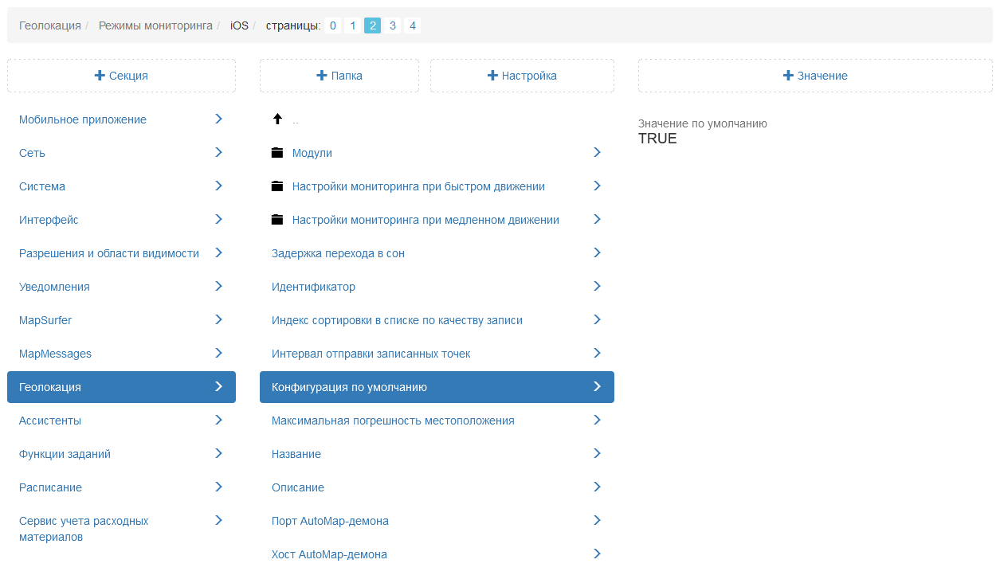 Геолокация / Режимы мониторинга / iOS / страницы: 0 1 2 3 4
Секция
Папка
Настройка
Значение
Мобильное приложение
Сеть
Система
Интерфейс
Разрешения и области видимости
Уведомления
MapSurfer
MapMessages
Геолокация
Ассистенты
Функции заданий
Расписание
Сервис учета расходных
материалов
..
Модули
Настройки мониторинга при быстром движении
Настройки мониторинга при медленном движении
Задержка перехода в сон
Идентификатор
Индекс сортировки в списке по качеству записи
Интервал отправки записанных точек
Конфигурация по умолчанию
Максимальная погрешность местоположения
Название
Описание
Порт AutoMap-демона
Хост AutoMap-демона
Значение по умолчанию
TRUE